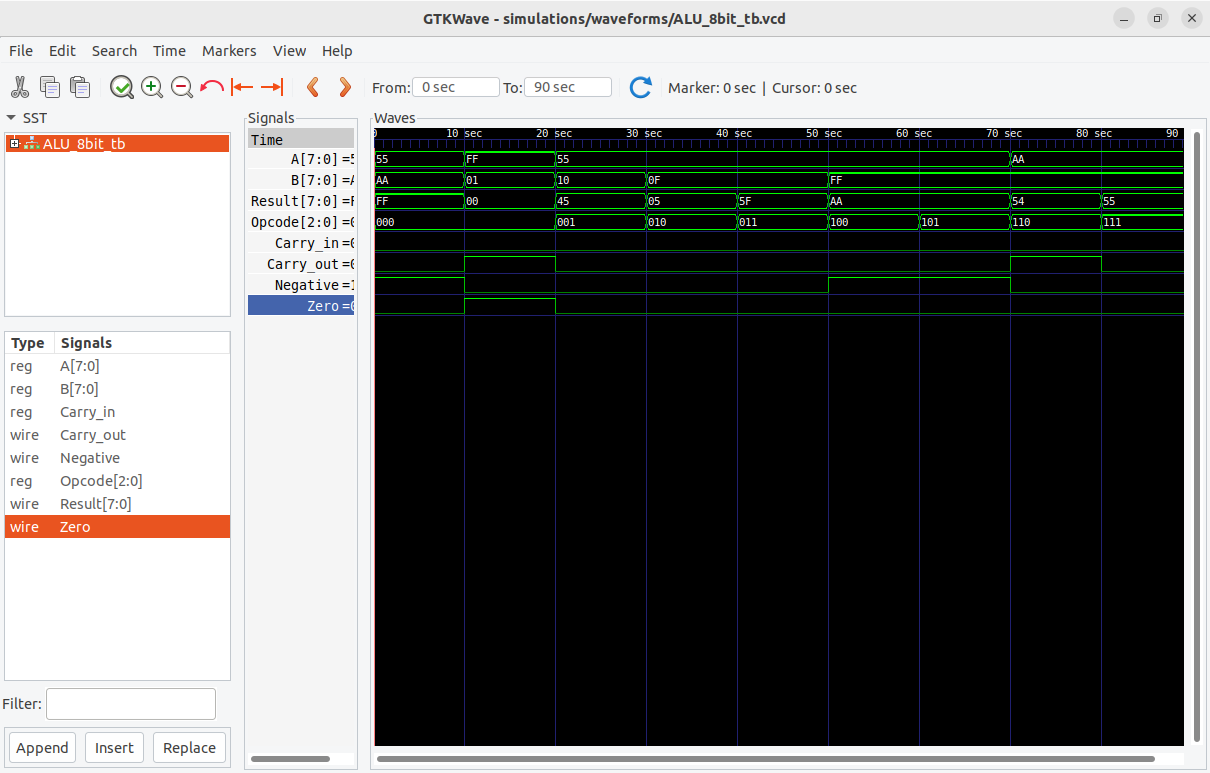 GTKWave - simulations/waveforms/ALU_8bit_tb.vcd
File Edit Search Time Markers View Help
From: 0 sec To: 90 sec Marker: 0 sec | Cursor: 0 sec
SST
ALU_8bit_tb
Type Signals
reg A[7:0]
reg B[7:0]
reg Carry_in
wire Carry_out
wire Negative
reg Opcode[2:0]
wire Result[7:0]
wire Zero
Filter:
Append Insert Replace
Signals
Time
A[7:0] =5
B[7:0] =A
Result[7:0] =F
Opcode[2:0] =0
Carry_in =0
Carry_out =0
Negative =1
Zero =0
Waves
0 10 sec 20 sec 30 sec 40 sec 50 sec 60 sec 70 sec 80 sec 90
55 FF 55 AA
AA 01 10 0F FF
FF 00 45 05 5F AA 54 55
000 001 010 011 100 101 110 111